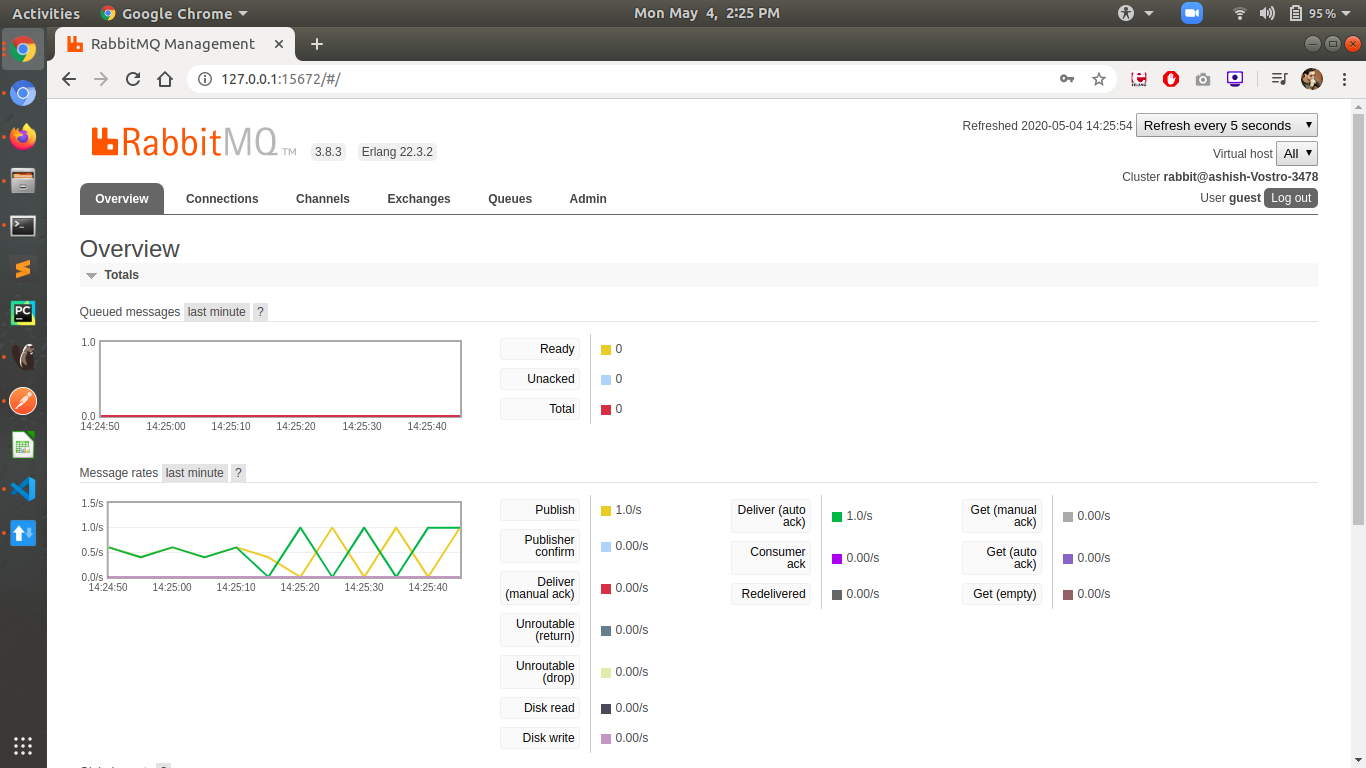 Activities Google Chrome Mon May 4, 2:25 PM 95%
RabbitMQ Management
127.0.0.1:15672/#/
RabbitMQ TM 3.8.3 Erlang 22.3.2
Refreshed 2020-05-04 14:25:54 Refresh every 5 seconds
Virtual host All
Cluster rabbit@ashish-Vostro-3478
User guest Log out
Overview Connections Channels Exchanges Queues Admin
Overview
Totals
Queued messages last minute ?
1.0
0.0
14:24:50 14:25:00 14:25:10 14:25:20 14:25:30 14:25:40
Ready 0
Unacked 0
Total 0
Message rates last minute ?
1.5/s
1.0/s
0.5/s
0.0/s
14:24:50 14:25:00 14:25:10 14:25:20 14:25:30 14:25:40
Publish 1.0/s
Publisher
confirm 0.00/s
Deliver
(manual ack) 0.00/s
Unroutable
(return) 0.00/s
Unroutable
(drop) 0.00/s
Disk read 0.00/s
Disk write 0.00/s
Deliver (auto
ack) 1.0/s
Consumer
ack 0.00/s
Redelivered 0.00/s
Get (manual
ack) 0.00/s
Get (auto
ack) 0.00/s
Get (empty) 0.00/s